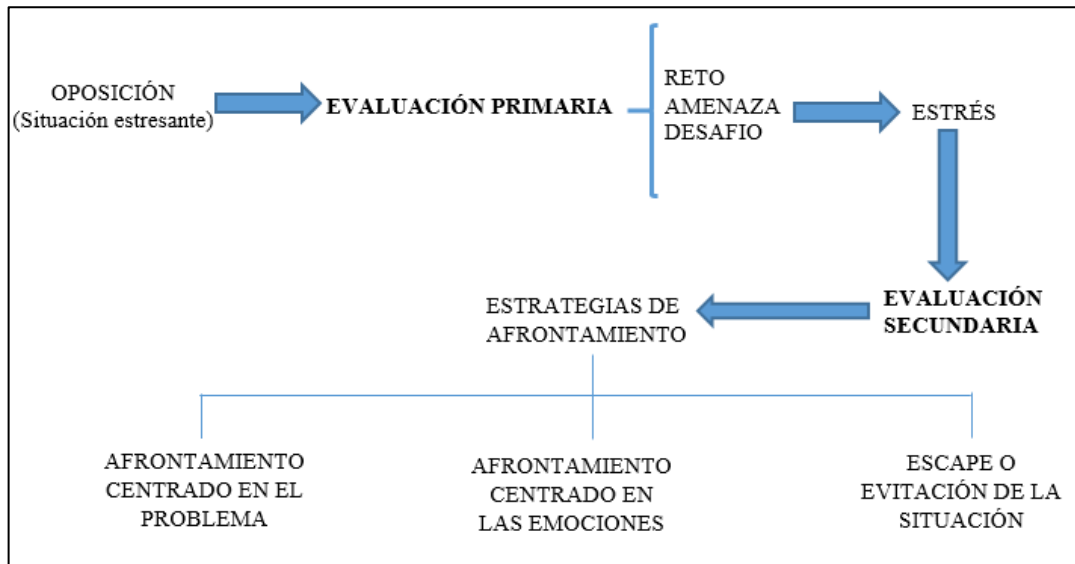 OPOSICIÓN
(Situación estresante)
EVALUACIÓN PRIMARIA
RETO
AMENAZA
DESAFIO
ESTRÉS
EVALUACIÓN
SECUNDARIA
ESTRATEGIAS DE
AFRONTAMIENTO
AFRONTAMIENTO
CENTRADO EN EL
PROBLEMA
AFRONTAMIENTO
CENTRADO EN
LAS EMOCIONES
ESCAPE O
EVITACIÓN DE LA
SITUACIÓN